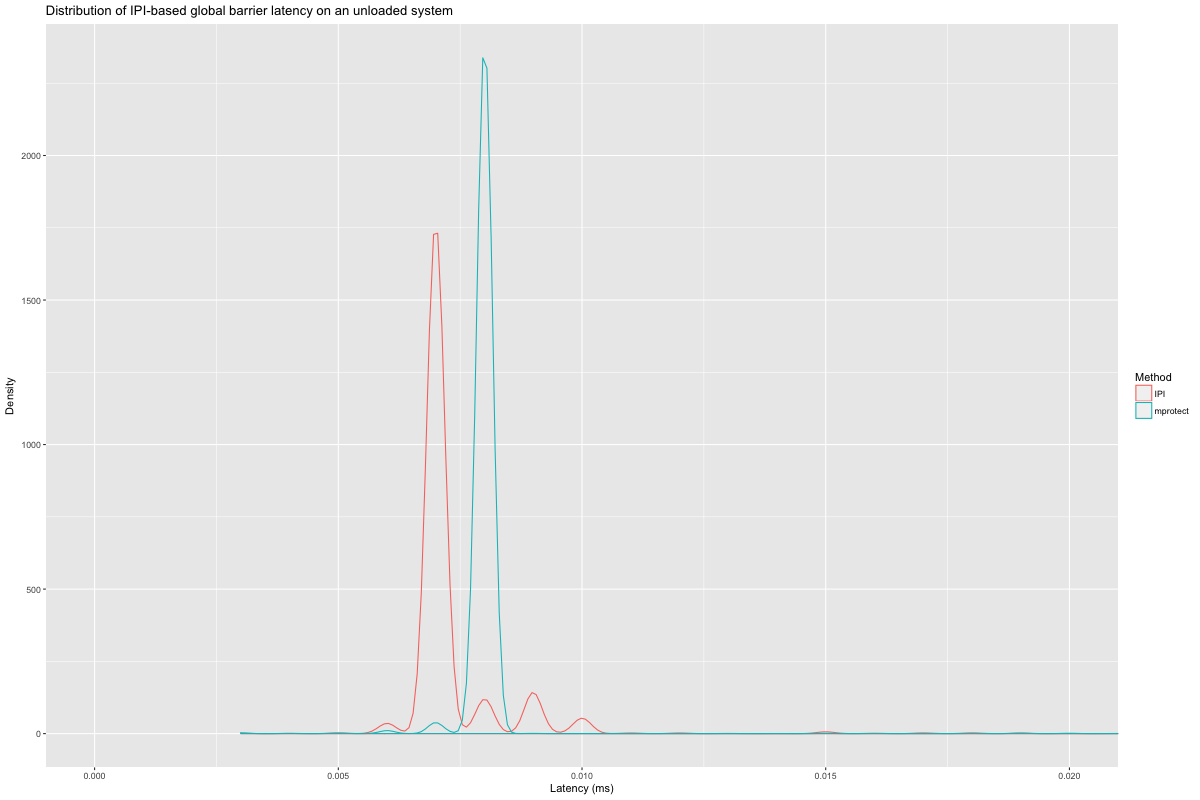 Distribution of IPI-based global barrier latency on an unloaded system
Density
2000
1500
1000
500
0
0.000
0.005
0.010
0.015
0.020
Latency (ms)
Method
IPI
mprotect